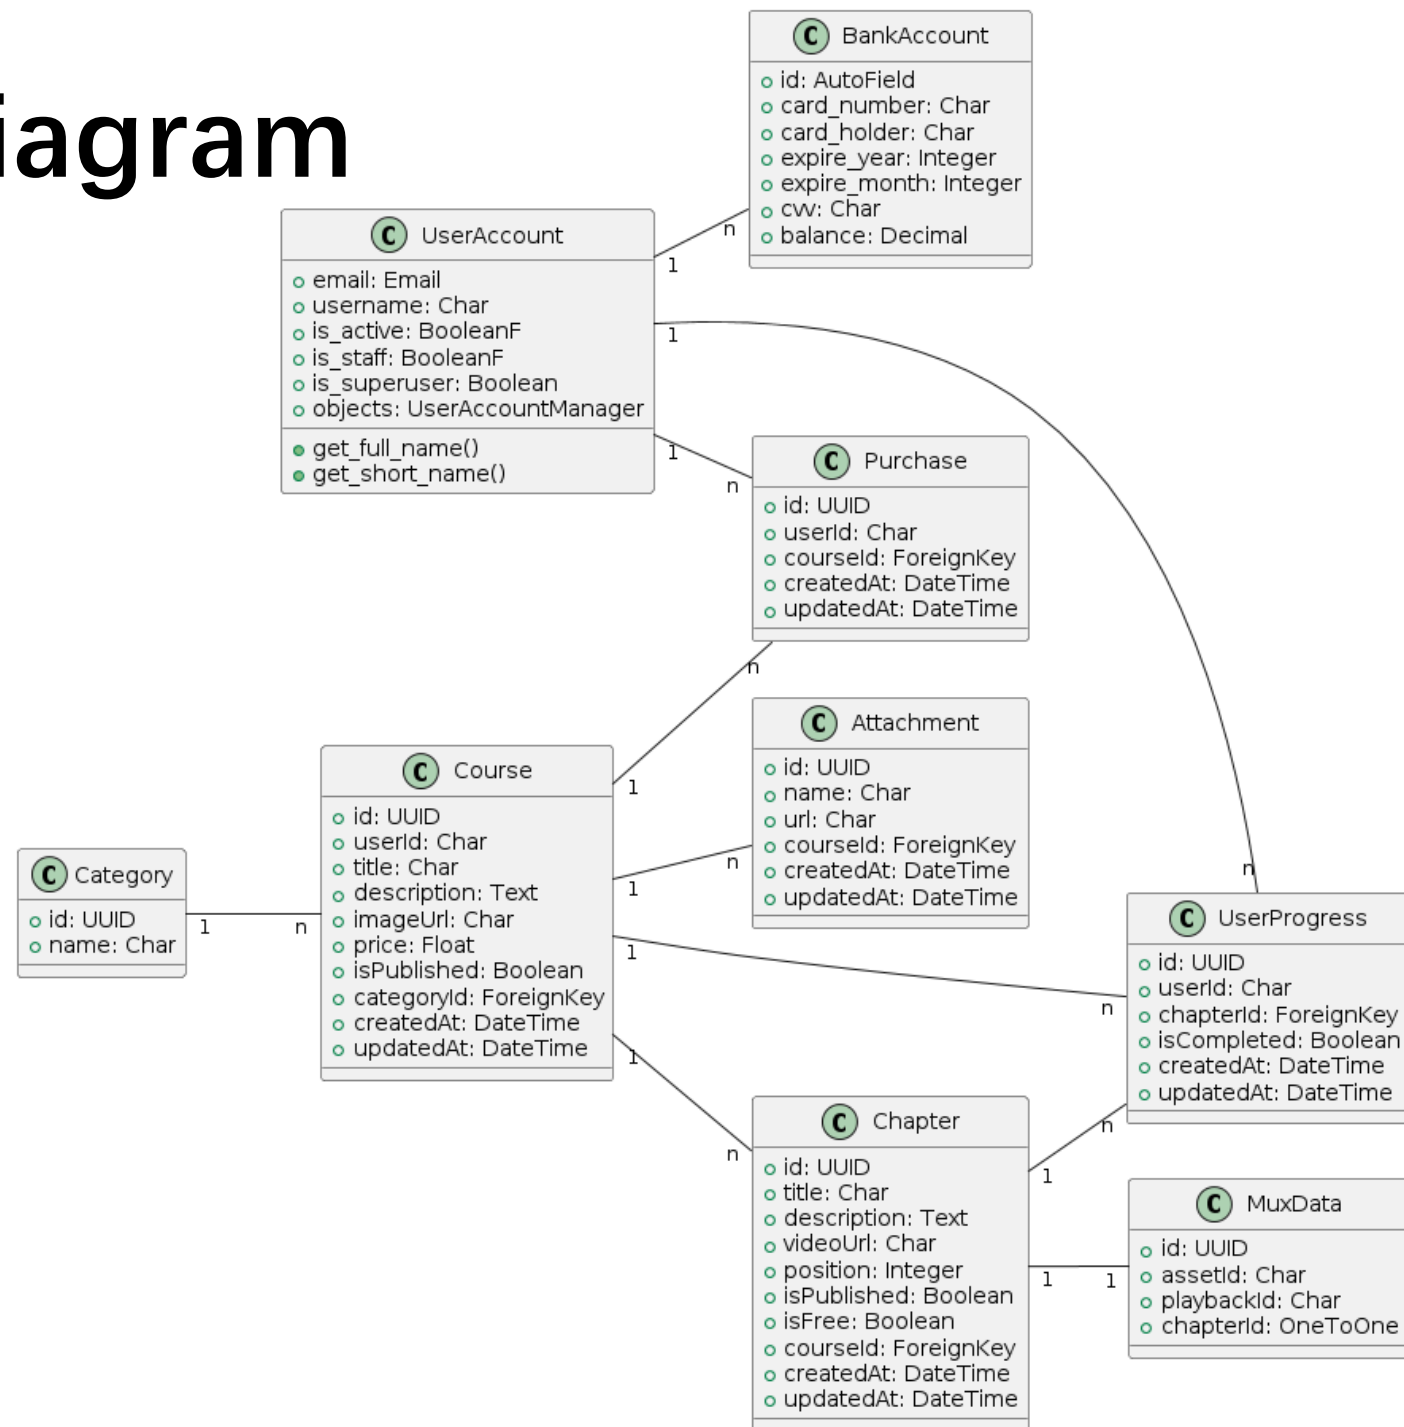 iagram
C BankAccount
id: AutoField
card_number: Char
card_holder: Char
expire_year: Integer
expire_month: Integer
cvv: Char
balance: Decimal
C UserAccount
email: Email
username: Char
is_active: BooleanF
is_staff: BooleanF
is_superuser: Boolean
objects: UserAccountManager
get_full_name()
get_short_name()
1
n
1
n
1
n
C Purchase
id: UUID
userId: Char
courseId: ForeignKey
createdAt: DateTime
updatedAt: DateTime
n
1
C Attachment
id: UUID
name: Char
url: Char
courseId: ForeignKey
createdAt: DateTime
updatedAt: DateTime
C Course
id: UUID
userId: Char
title: Char
description: Text
imageUrl: Char
price: Float
isPublished: Boolean
categoryId: ForeignKey
createdAt: DateTime
updatedAt: DateTime
1
n
1
n
1
n
C Category
id: UUID
name: Char
1
n
C UserProgress
id: UUID
userId: Char
chapterId: ForeignKey
isCompleted: Boolean
createdAt: DateTime
updatedAt: DateTime
C Chapter
id: UUID
title: Char
description: Text
videoUrl: Char
position: Integer
isPublished: Boolean
isFree: Boolean
courseId: ForeignKey
createdAt: DateTime
updatedAt: DateTime
1
n
1
1
C MuxData
id: UUID
assetId: Char
playbackId: Char
chapterId: OneToOne